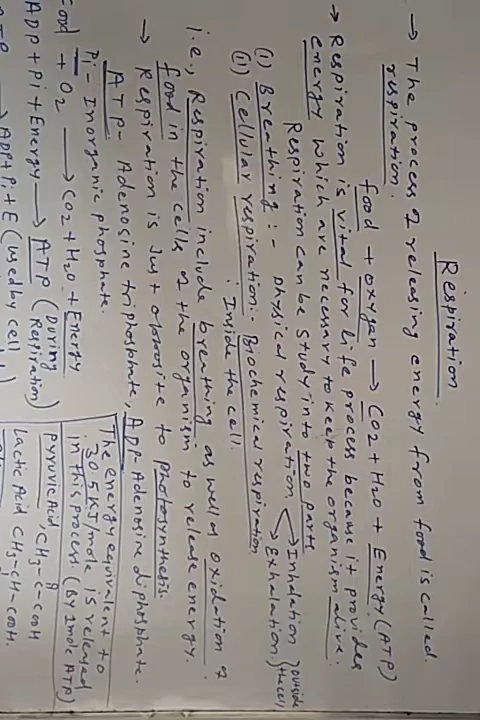 Respiration
→ The process of releasing energy from food is called.
respiration.
food + oxygen → CO2 + H2O + Energy (ATP)
→ Respiration is vital for life process because it provides
energy which are necessary to keep the organism alive.
Respiration can be study into two parts
(i) Breathing :- physical respiration → Inhalation → Exhalation } outside the cell
(ii) Cellular respiration:- Biochemical respiration
Inside the cell.
i.e., Respiration include breathing as well as oxidation of
food in the cells of the organism to release energy.
→ Respiration is Just opposite to photosynthesis.
ATP- Adenosine triphosphate, ADP- Adenosine diphosphate.
Pi - Inorganic phosphate.
food + O2 → CO2 + H2O + Energy
ADP + Pi + Energy → ATP (During Respiration)
ATP → ADP + Pi + E (used by cell
The energy equivalent to
30.5 KJ/mole is released
in this process. (By 1mole ATP)
pyruvic Acid, CH3-C-COOH
O
Lactic Acid CH3-CH-COOH.